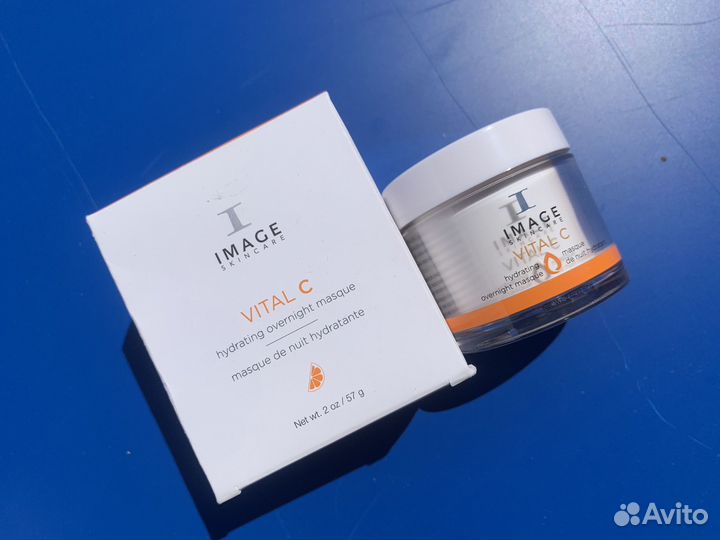 IMAGE
SKINCARE
VITAL C
hydrating overnight masque
masque de nuit hydratante
Net wt. 2 oz / 57 g
IMAGE
SKINCARE
VITAL C
hydrating
overnight masque
masque
de nuit hydratante
Avito